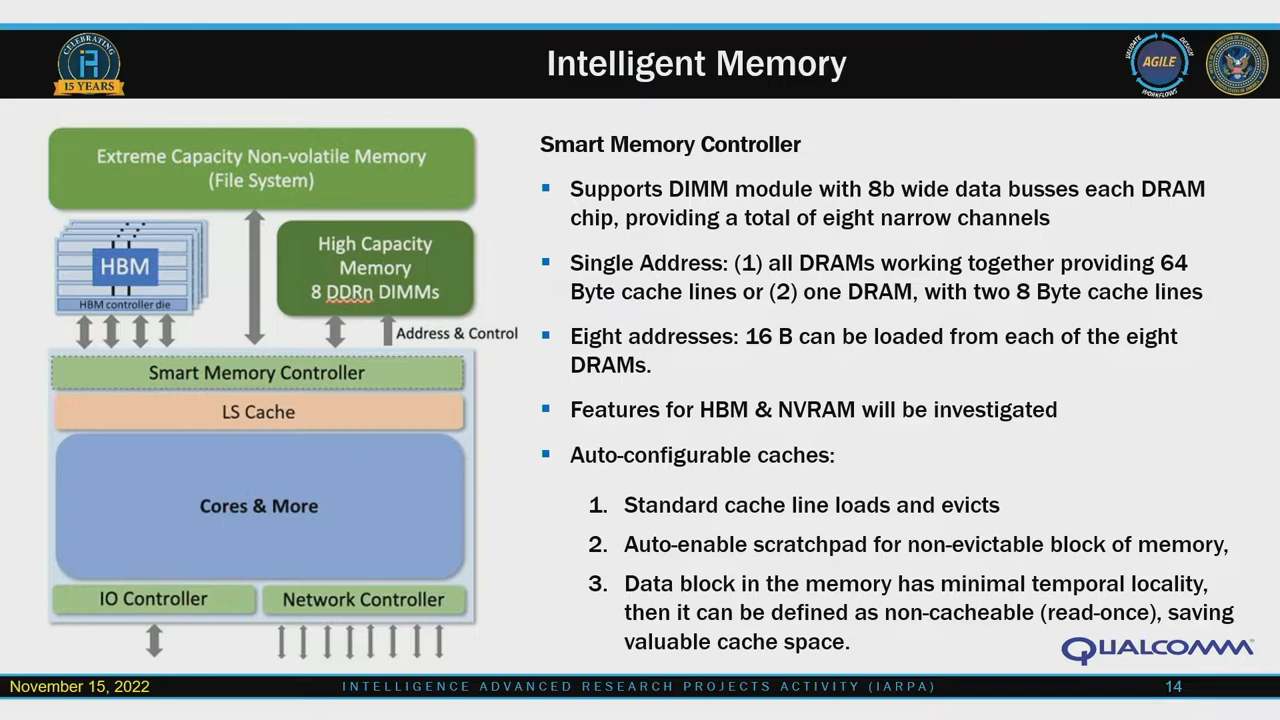 CELEBRATING
15 YEARS
Intelligent Memory
VALIDATE
DESIGN
AGILE
WORKFLOWS
Extreme Capacity Non-volatile Memory
(File System)
HBM
HBM controller die
High Capacity
Memory
8 DDRn DIMMs
Address & Control
Smart Memory Controller
LS Cache
Cores & More
IO Controller
Network Controller
Smart Memory Controller
▪ Supports DIMM module with 8b wide data busses each DRAM
chip, providing a total of eight narrow channels
▪ Single Address: (1) all DRAMs working together providing 64
Byte cache lines or (2) one DRAM, with two 8 Byte cache lines
▪ Eight addresses: 16 B can be loaded from each of the eight
DRAMs.
▪ Features for HBM & NVRAM will be investigated
▪ Auto-configurable caches:
1. Standard cache line loads and evicts
2. Auto-enable scratchpad for non-evictable block of memory,
3. Data block in the memory has minimal temporal locality,
then it can be defined as non-cacheable (read-once), saving
valuable cache space.
QUALCOMM
November 15, 2022
INTELLIGENCE ADVANCED RESEARCH PROJECTS ACTIVITY (IARPA)
14